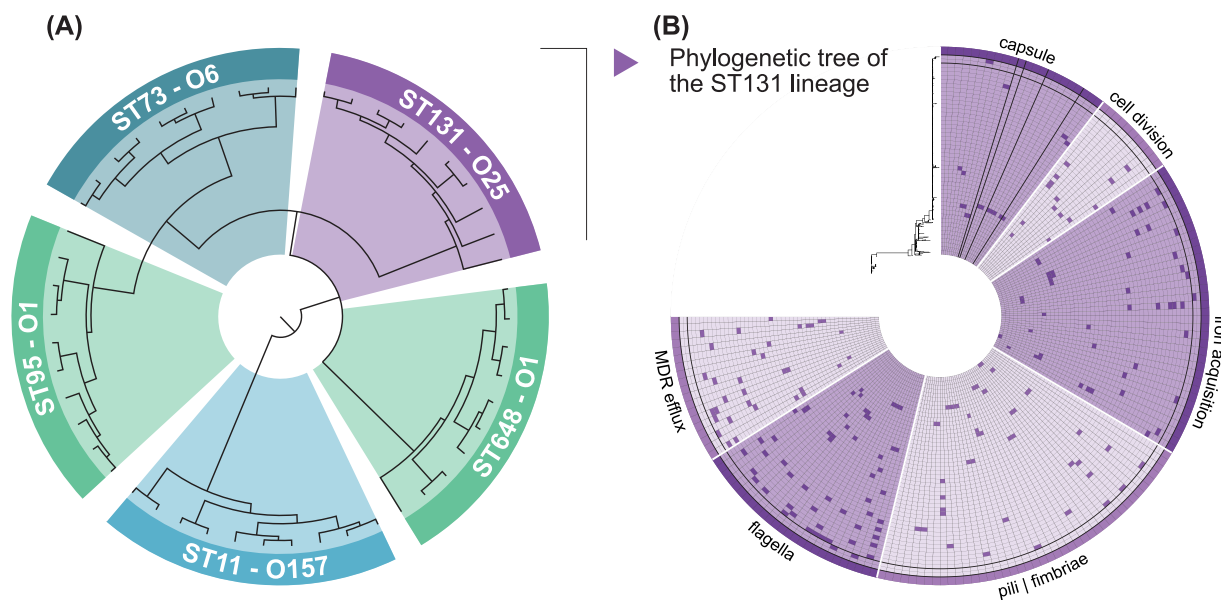 (A)
ST73 - O6
ST131 - O25
ST95 - O1
ST648 - O1
ST11 - O157
(B)
Phylogenetic tree of
the ST131 lineage
capsule
cell division
iron acquisition
pili | fimbriae
flagella
MDR efflux